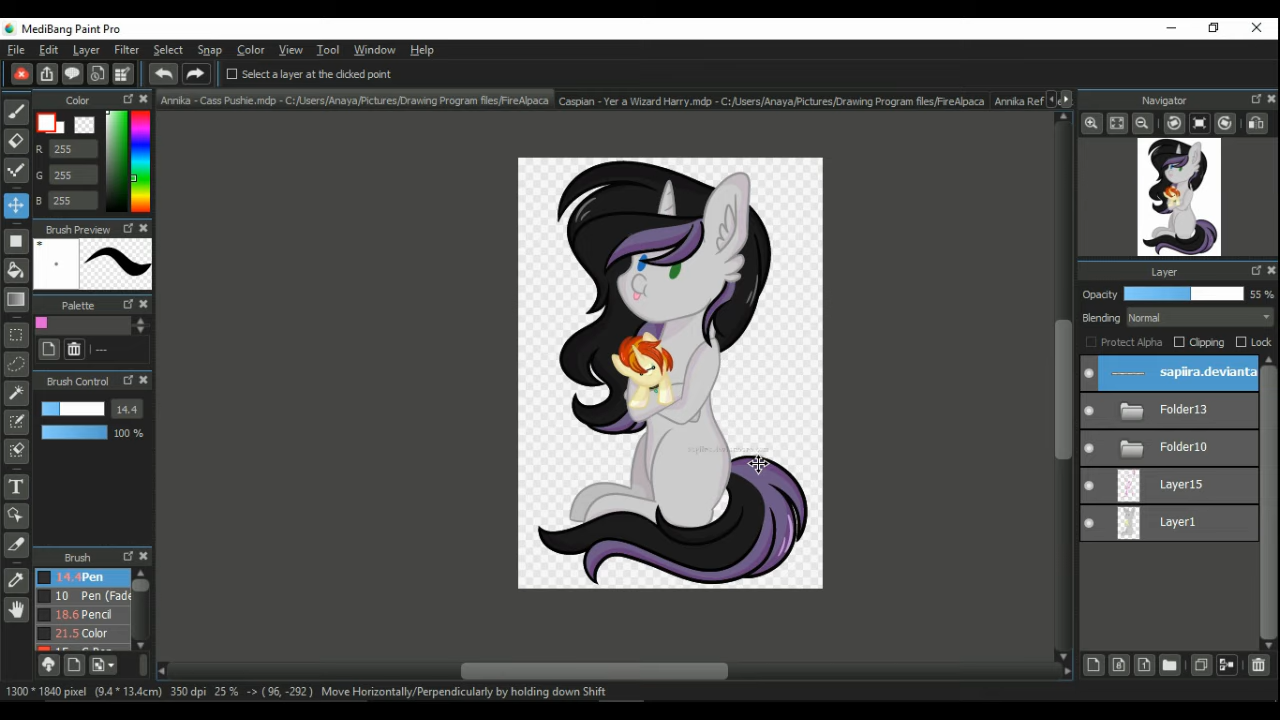 MediBang Paint Pro
File Edit Layer Filter Select Snap Color View Tool Window Help
Select a layer at the clicked point
Annika - Cass Pushie.mdp - C:/Users/Anaya/Pictures/Drawing Program files/FireAlpaca
Caspian - Yer a Wizard Harry.mdp - C:/Users/Anaya/Pictures/Drawing Program files/FireAlpaca
Annika Ref
Color
R 255
G 255
B 255
Brush Preview
*
Palette
---
Brush Control
14.4
100 %
T
Brush
14.4 Pen
10 Pen (Fade
18.6 Pencil
21.5 Color
Navigator
Layer
Opacity 55 %
Blending Normal
Protect Alpha Clipping Lock
sapiira.devianta
Folder13
Folder10
Layer15
Layer1
1300 * 1840 pixel (9.4 * 13.4cm) 350 dpi 25 % -> ( 96, -292 ) Move Horizontally/Perpendicularly by holding down Shift